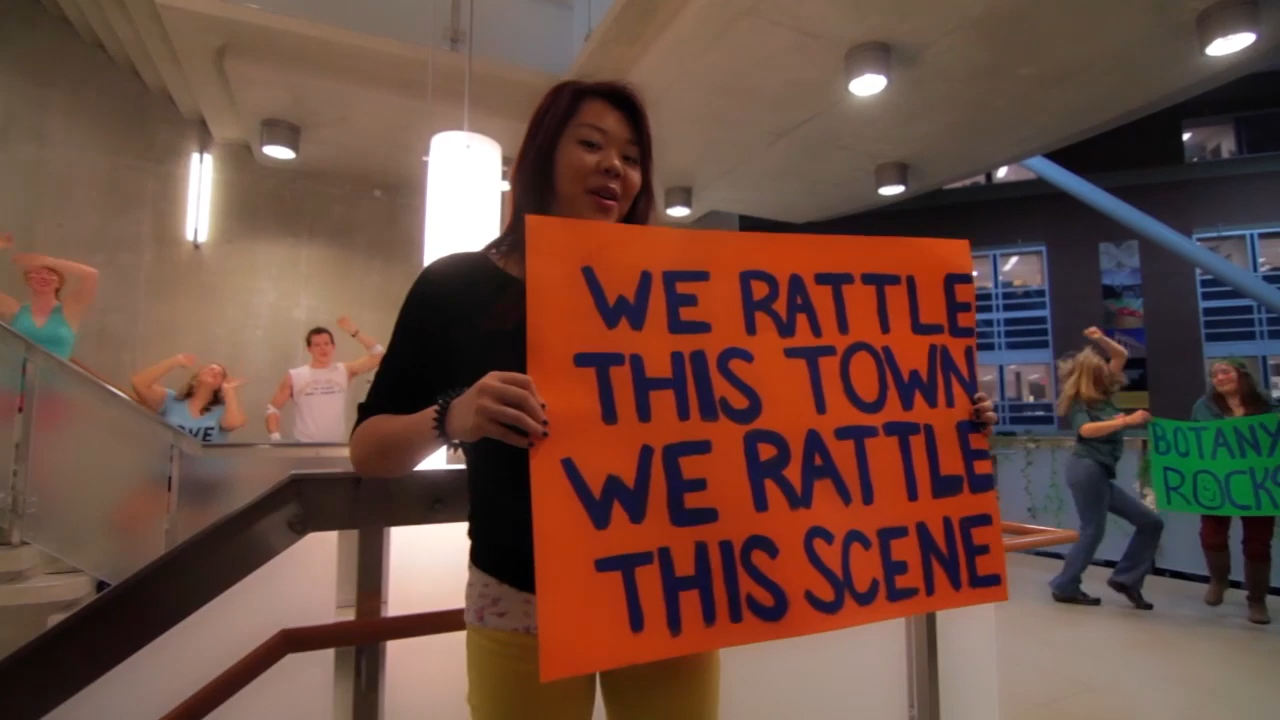 WE RATTLE
THIS TOWN
WE RATTLE
THIS SCENE
BOTANY
ROCKS